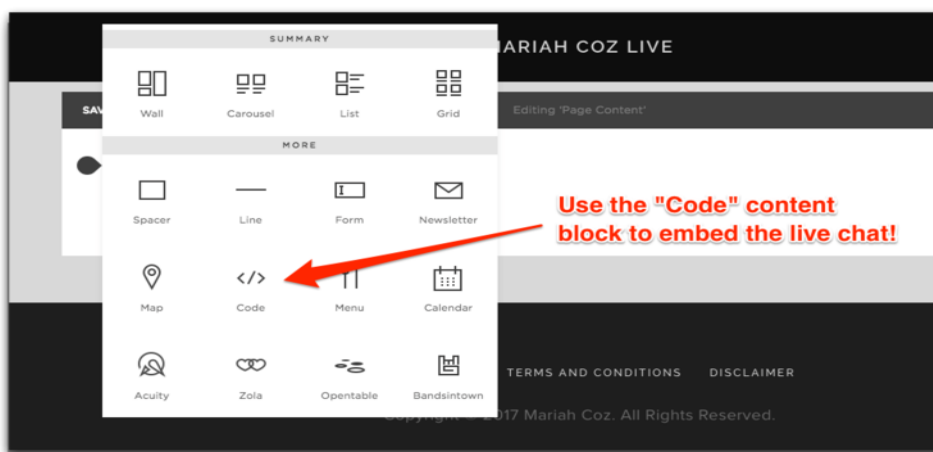 SUMMARY
MARIAH COZ LIVE
Wall Carousel List Grid
Editing 'Page Content'
MORE
Spacer Line Form Newsletter
Use the "Code" content
block to embed the live chat!
Map Code Menu Calendar
Acuity Zola Opentable Bandsintown
TERMS AND CONDITIONS DISCLAIMER
Copyright © 2017 Mariah Coz. All Rights Reserved.